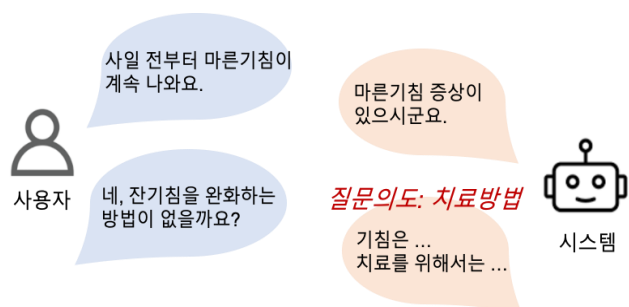 사일 전부터 마른기침이
계속 나와요.
마른기침 증상이
있으시군요.
사용자
네, 잔기침을 완화하는
방법이 없을까요?
질문의도: 치료방법
기침은 ...
치료를 위해서는 ...
시스템